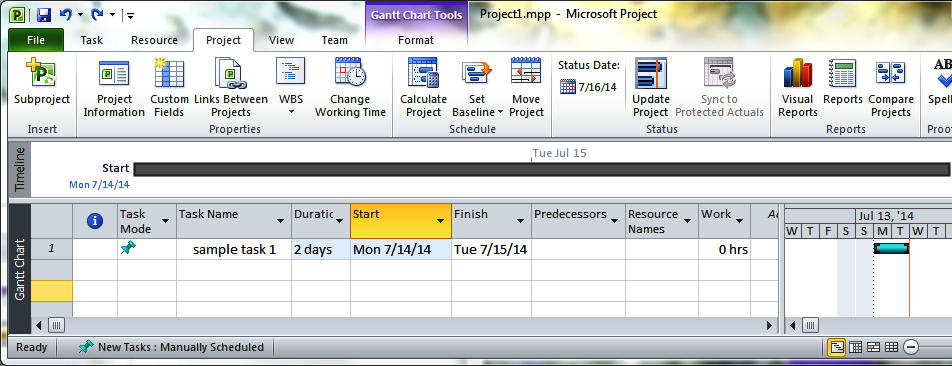 Gantt Chart Tools
Project1.mpp - Microsoft Project
File Task Resource Project View Team Format
Subproject
Project Information
Custom Fields
Links Between Projects
WBS
Change Working Time
Calculate Project
Set Baseline
Move Project
Status Date:
7/16/14
Update Project
Sync to Protected Actuals
Visual Reports
Reports
Compare Projects
Spell
Insert
Properties
Schedule
Status
Reports
Proo
Timeline
Tue Jul 15
Start
Mon 7/14/14
Gantt Chart
Task Mode
Task Name
Duratic
Start
Finish
Predecessors
Resource Names
Work
Jul 13, '14
W T F S S M T W T
1 sample task 1 2 days Mon 7/14/14 Tue 7/15/14 0 hrs
Ready
New Tasks : Manually Scheduled